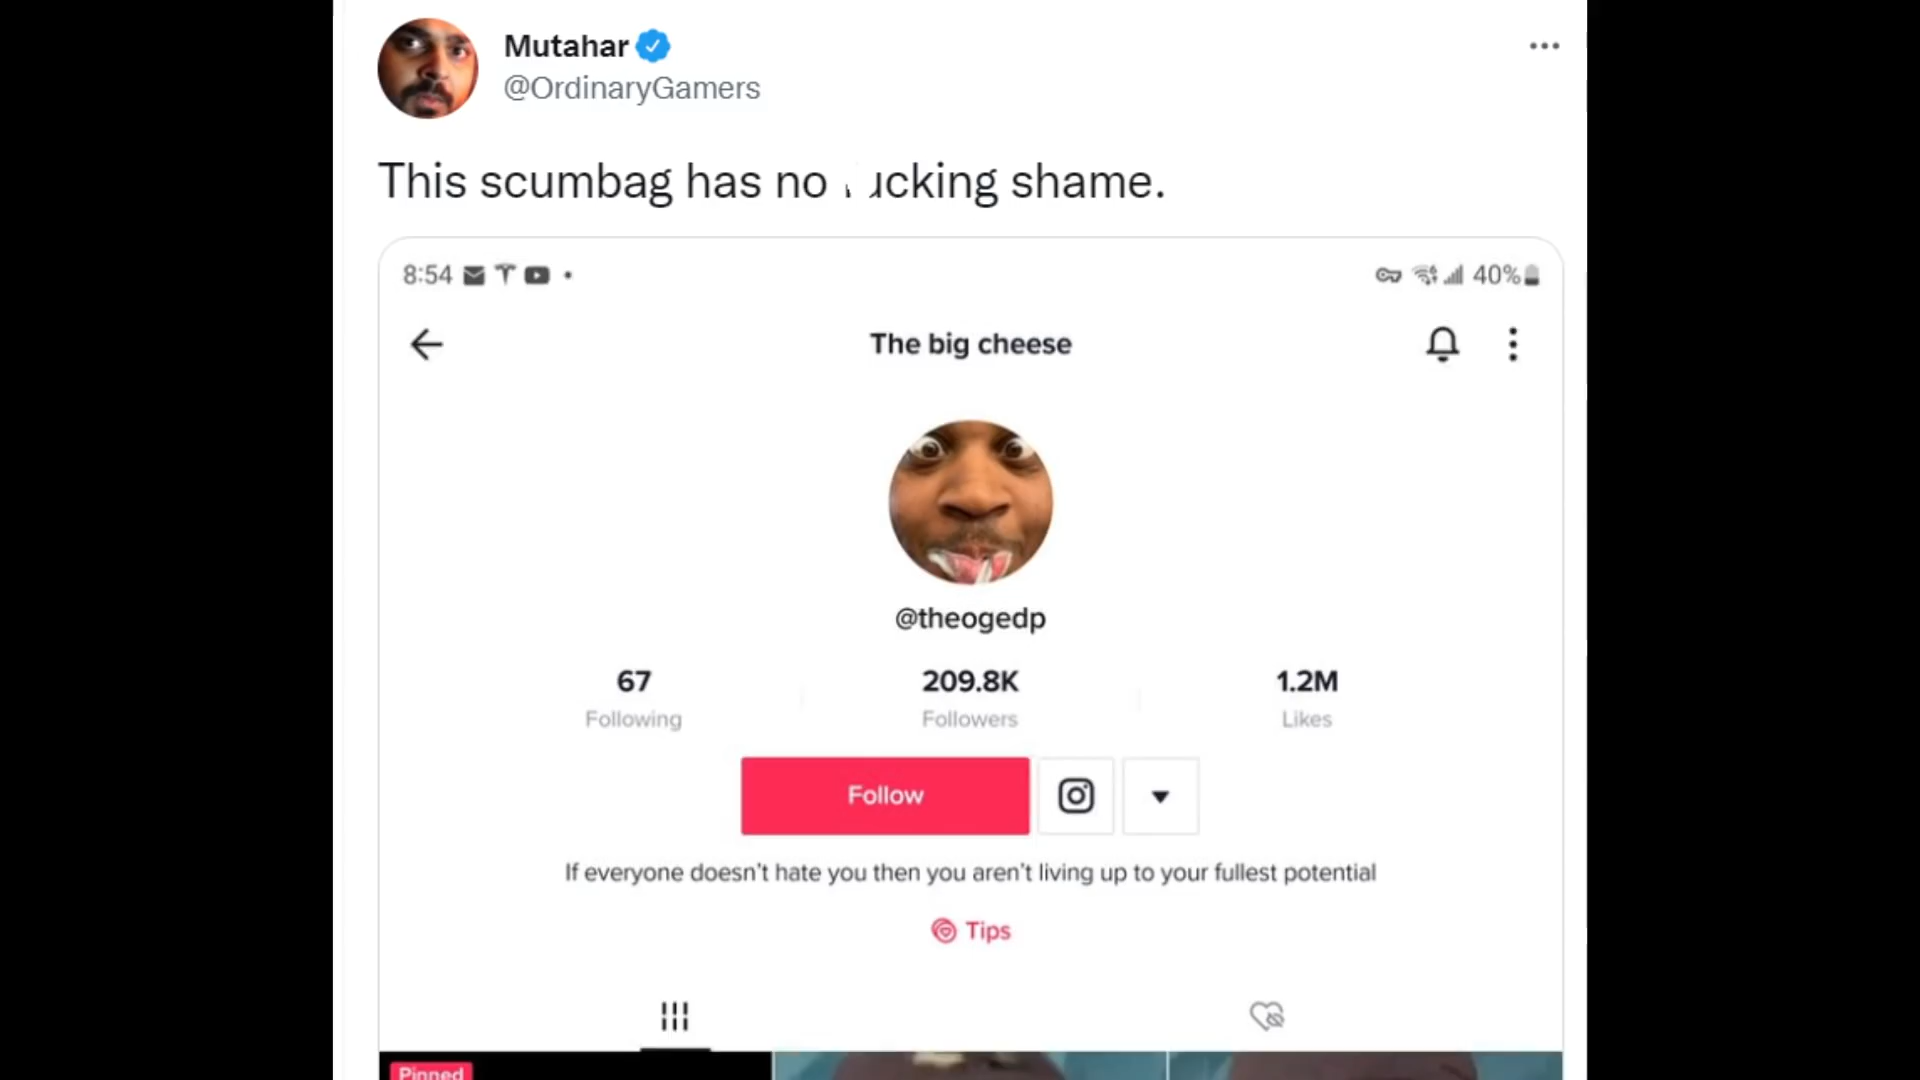 Mutahar
@OrdinaryGamers
This scumbag has no ucking shame.
8:54 40%
The big cheese
@theogedp
67 209.8K 1.2M
Following Followers Likes
Follow
If everyone doesn't hate you then you aren't living up to your fullest potential
Tips
Pinned